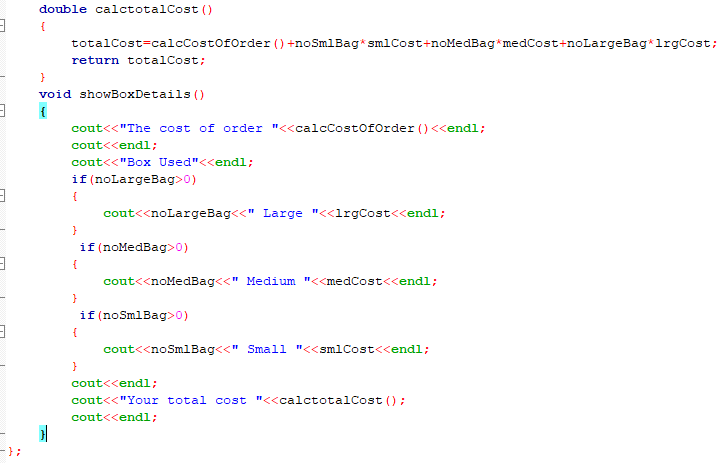 double calctotalCost()
{
totalCost=calcCostOfOrder()+noSmlBag*smlCost+noMedBag*medCost+noLargeBag*lrgCost;
return totalCost;
}
void showBoxDetails()
{
cout<<"The cost of order "<<calcCostOfOrder()<<endl;
cout<<endl;
cout<<"Box Used"<<endl;
if(noLargeBag>0)
{
cout<<noLargeBag<<" Large "<<lrgCost<<endl;
}
if(noMedBag>0)
{
cout<<noMedBag<<" Medium "<<medCost<<endl;
}
if(noSmlBag>0)
{
cout<<noSmlBag<<" Small "<<smlCost<<endl;
}
cout<<endl;
cout<<"Your total cost "<<calctotalCost();
cout<<endl;
}
};